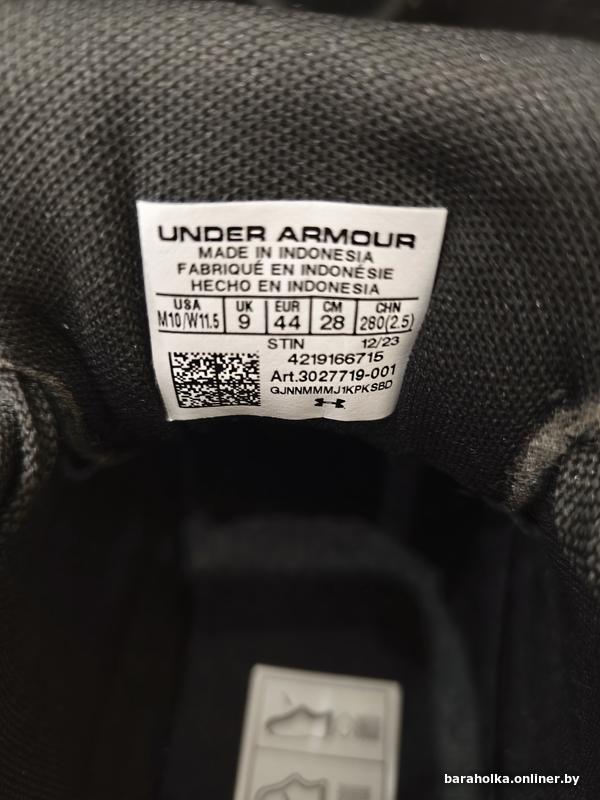 UNDER ARMOUR
MADE IN INDONESIA
FABRIQUÉ EN INDONÉSIE
HECHO EN INDONESIA
USA UK EUR CM CHN
M10/W11.5 9 44 28 280(2.5)
STIN 12/23
4219166715
Art.3027719-001
GJNNMMMJ1KPKSBD
baraholka.onliner.by